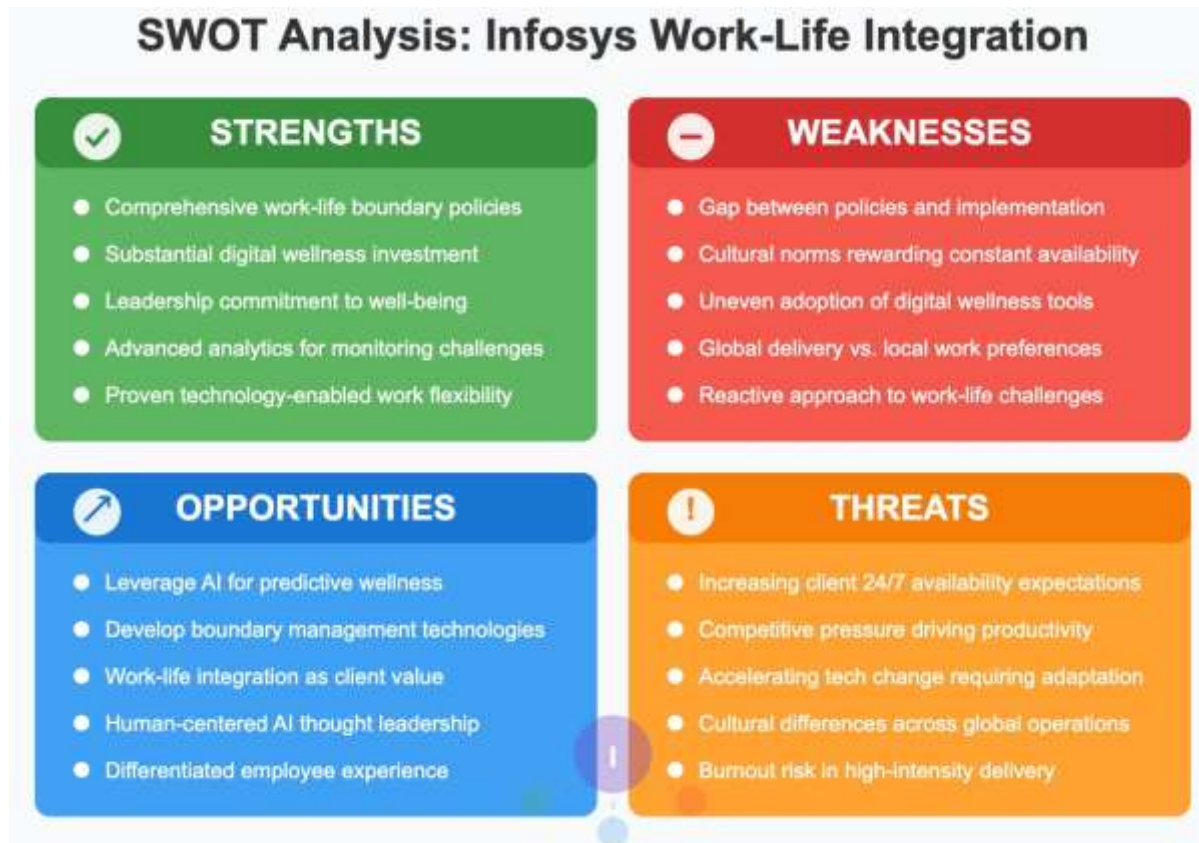 SWOT Analysis: Infosys Work-Life Integration
STRENGTHS
Comprehensive work-life boundary policies
Substantial digital wellness investment
Leadership commitment to well-being
Advanced analytics for monitoring challenges
Proven technology-enabled work flexibility
WEAKNESSES
Gap between policies and implementation
Cultural norms rewarding constant availability
Uneven adoption of digital wellness tools
Global delivery vs. local work preferences
Reactive approach to work-life challenges
OPPORTUNITIES
Leverage AI for predictive wellness
Develop boundary management technologies
Work-life integration as client value
Human-centered AI thought leadership
Differentiated employee experience
!
THREATS
Increasing client 24/7 availability expectations
Competitive pressure driving productivity
Accelerating tech change requiring adaptation
Cultural differences across global operations
Burnout risk in high-intensity delivery